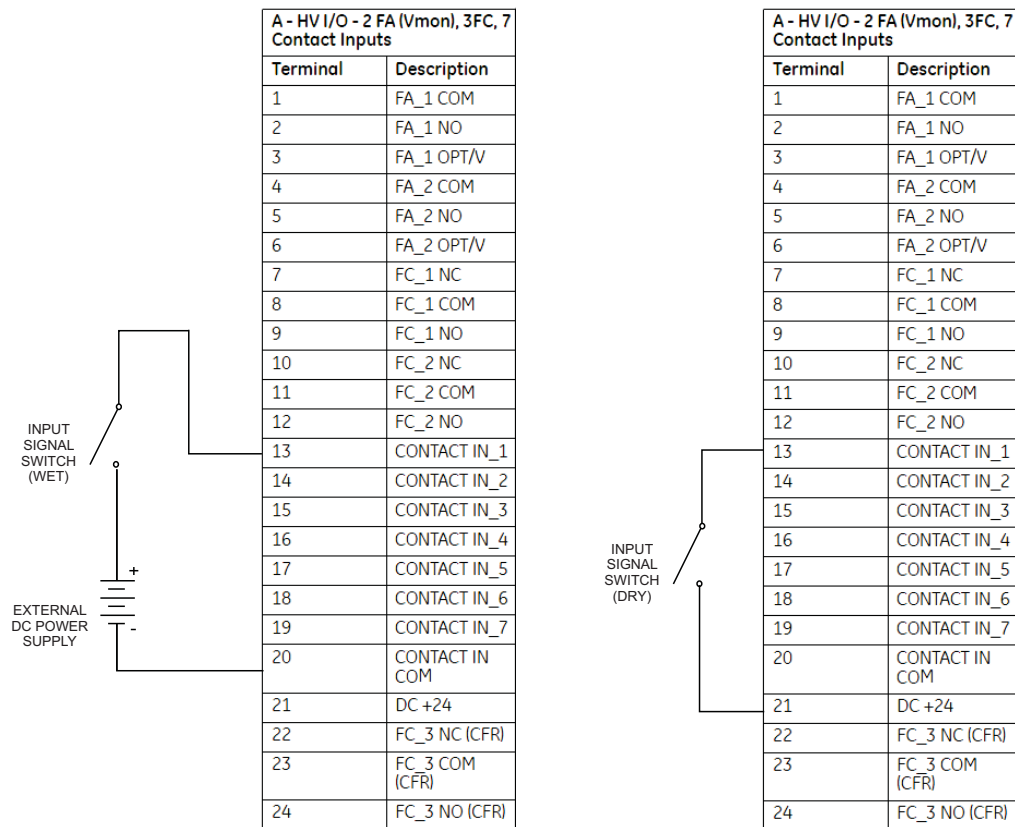 A - HV I/O - 2 FA (Vmon), 3FC, 7
Contact Inputs
Terminal Description
1 FA_1 COM
2 FA_1 NO
3 FA_1 OPT/V
4 FA_2 COM
5 FA_2 NO
6 FA_2 OPT/V
7 FC_1 NC
8 FC_1 COM
9 FC_1 NO
10 FC_2 NC
11 FC_2 COM
12 FC_2 NO
13 CONTACT IN_1
14 CONTACT IN_2
15 CONTACT IN_3
16 CONTACT IN_4
17 CONTACT IN_5
18 CONTACT IN_6
19 CONTACT IN_7
20 CONTACT IN
COM
21 DC +24
22 FC_3 NC (CFR)
23 FC_3 COM
(CFR)
24 FC_3 NO (CFR)
INPUT
SIGNAL
SWITCH
(WET)
+
EXTERNAL
DC POWER
SUPPLY
-
A - HV I/O - 2 FA (Vmon), 3FC, 7
Contact Inputs
Terminal Description
1 FA_1 COM
2 FA_1 NO
3 FA_1 OPT/V
4 FA_2 COM
5 FA_2 NO
6 FA_2 OPT/V
7 FC_1 NC
8 FC_1 COM
9 FC_1 NO
10 FC_2 NC
11 FC_2 COM
12 FC_2 NO
13 CONTACT IN_1
14 CONTACT IN_2
15 CONTACT IN_3
16 CONTACT IN_4
17 CONTACT IN_5
18 CONTACT IN_6
19 CONTACT IN_7
20 CONTACT IN
COM
21 DC +24
22 FC_3 NC (CFR)
23 FC_3 COM
(CFR)
24 FC_3 NO (CFR)
INPUT
SIGNAL
SWITCH
(DRY)